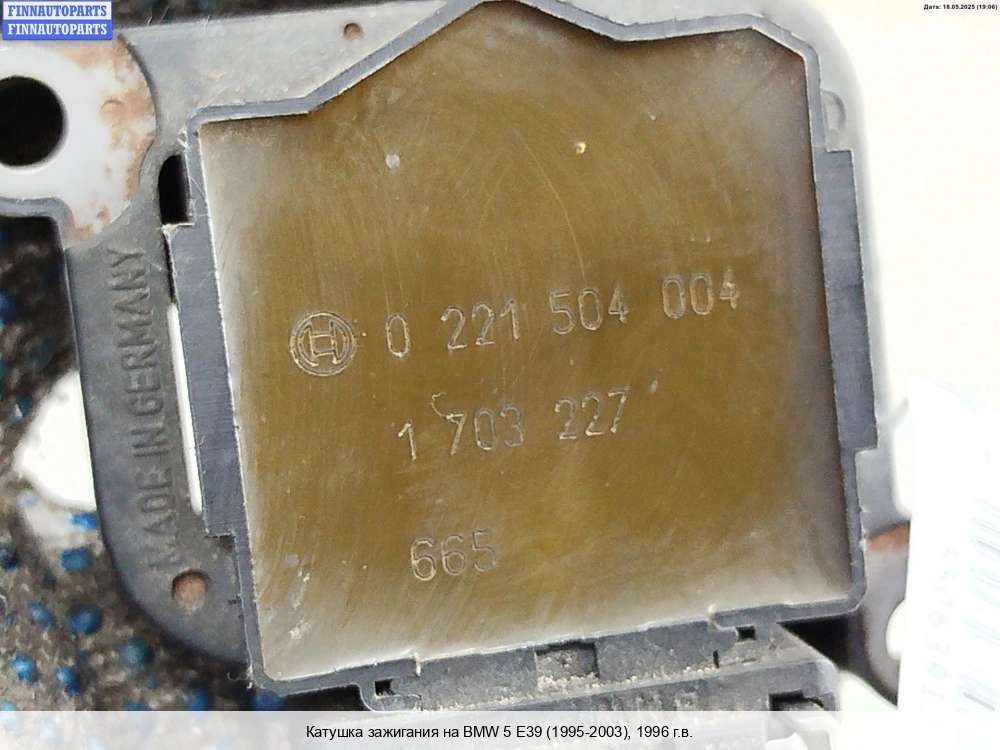 FINNAUTOPARTS
FINNAUTOPARTS
Дата: 18.05.2025 (19:06)
MADE IN GERMANY
0 221 504 004
1 703 227
665
Катушка зажигания на BMW 5 E39 (1995-2003), 1996 г.в.